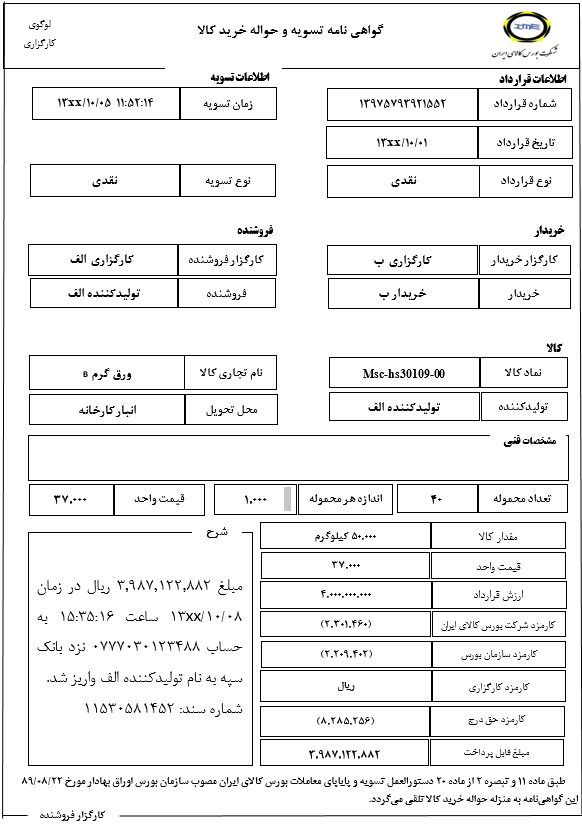 گواهی نامه تسویه و حواله خرید کالا
لوگوی
کارگزاری
شرکت بورس کالای ایران
اطلاعات قرارداد
شماره قرارداد ۱۳۹۷۵۷۹۳۹۲۱۵۵۲
تاریخ قرارداد ۱۳xx/۱۰/۰۱
نوع قرارداد نقدی
اطلاعات تسویه
زمان تسویه ۱۳xx/۱۰/۰۵ ۱۱:۵۲:۱۴
نوع تسویه نقدی
خریدار
کارگزار خریدار کارگزاری ب
خریدار خریدار ب
فروشنده
کارگزار فروشنده کارگزاری الف
فروشنده تولیدکننده الف
کالا
نماد کالا Msc-hs30109-00
تولیدکننده تولیدکننده الف
نام تجاری کالا ورق گرم B
محل تحویل انبار کارخانه
مشخصات فنی
تعداد محموله ۴۰ اندازه هر محموله ۱.۰۰۰ قیمت واحد ۳۷.۰۰۰
مقدار کالا ۵۰.۰۰۰ کیلوگرم
قیمت واحد ۳۷.۰۰۰
ارزش قرارداد ۴.۰۰۰.۰۰۰.۰۰۰
کارمزد شرکت بورس کالای ایران (۲.۳۰۱.۴۶۰)
کارمزد سازمان بورس (۲.۲۰۹.۴۰۲)
کارمزد کارگزاری ریال
کارمزد حق درج (۸.۲۸۵.۲۵۶)
مبلغ قابل پرداخت ۳.۹۸۷.۱۲۲.۸۸۲
شرح
مبلغ ۳,۹۸۷,۱۲۲,۸۸۲ ریال در زمان
۱۳xx/۱۰/۰۸ ساعت ۱۵:۳۵:۱۶ به
حساب ۰۷۷۷۰۳۰۱۲۳۴۸۸ نزد بانک
سپه به نام تولیدکننده الف واریز شد.
شماره سند: ۱۱۵۳۰۵۸۱۴۵۲
طبق ماده ۱۱ و تبصره ۲ از ماده ۲۰ دستورالعمل تسویه و پایاپای معاملات بورس کالای ایران مصوب سازمان بورس اوراق بهادار مورخ ۸۹/۰۸/۲۲
این گواهی‌نامه به منزله حواله خرید کالا تلقی می‌گردد.
کارگزار فروشنده